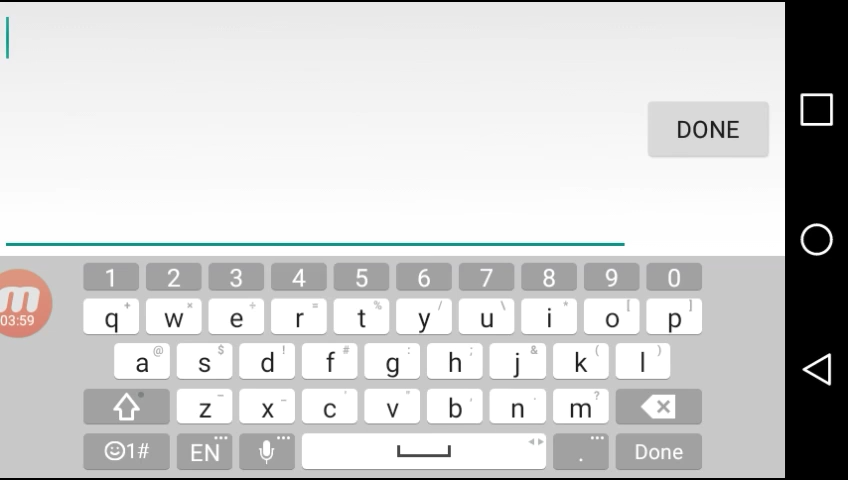 DONE
1 2 3 4 5 6 7 8 9 0
q + w × e ÷ r = t % y / u \ i * o [ p ]
m
03:59
a @ s $ d ! f # g : h ; j & k ( l )
z x c v b n m ?
1# EN . Done